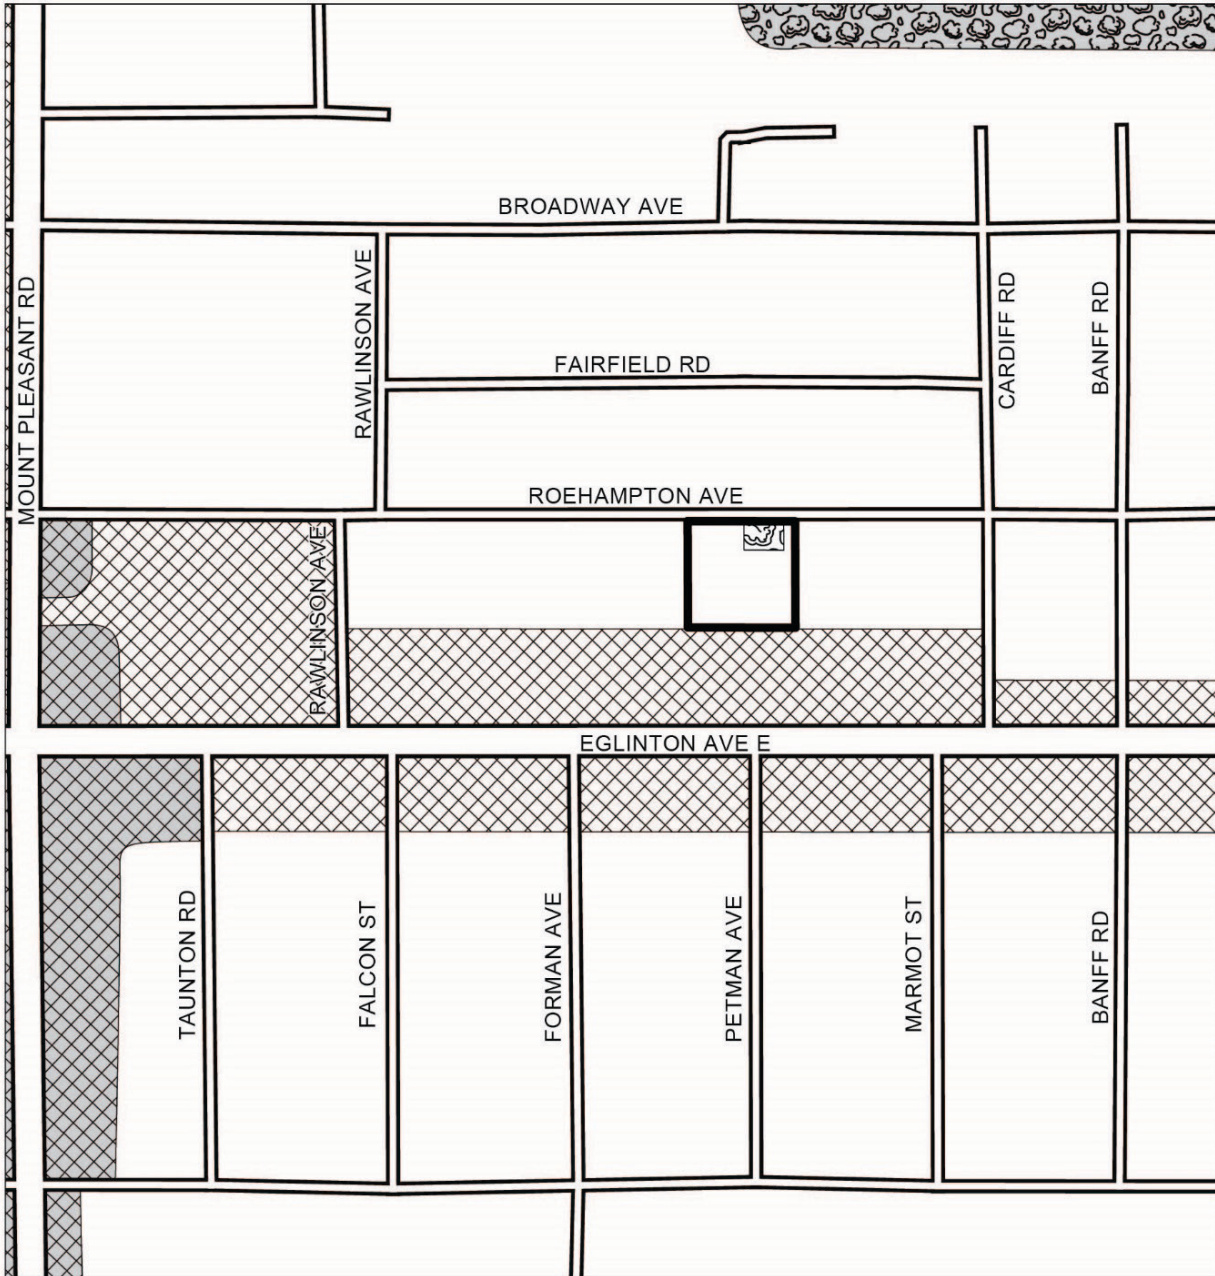 BROADWAY AVE
MOUNT PLEASANT RD
RAWLINSON AVE
CARDIFF RD
BANFF RD
FAIRFIELD RD
ROEHAMPTON AVE
RAWLINSON AVE
EGLINTON AVE E
TAUNTON RD
FALCON ST
FORMAN AVE
PETMAN AVE
MARMOT ST
BANFF RD